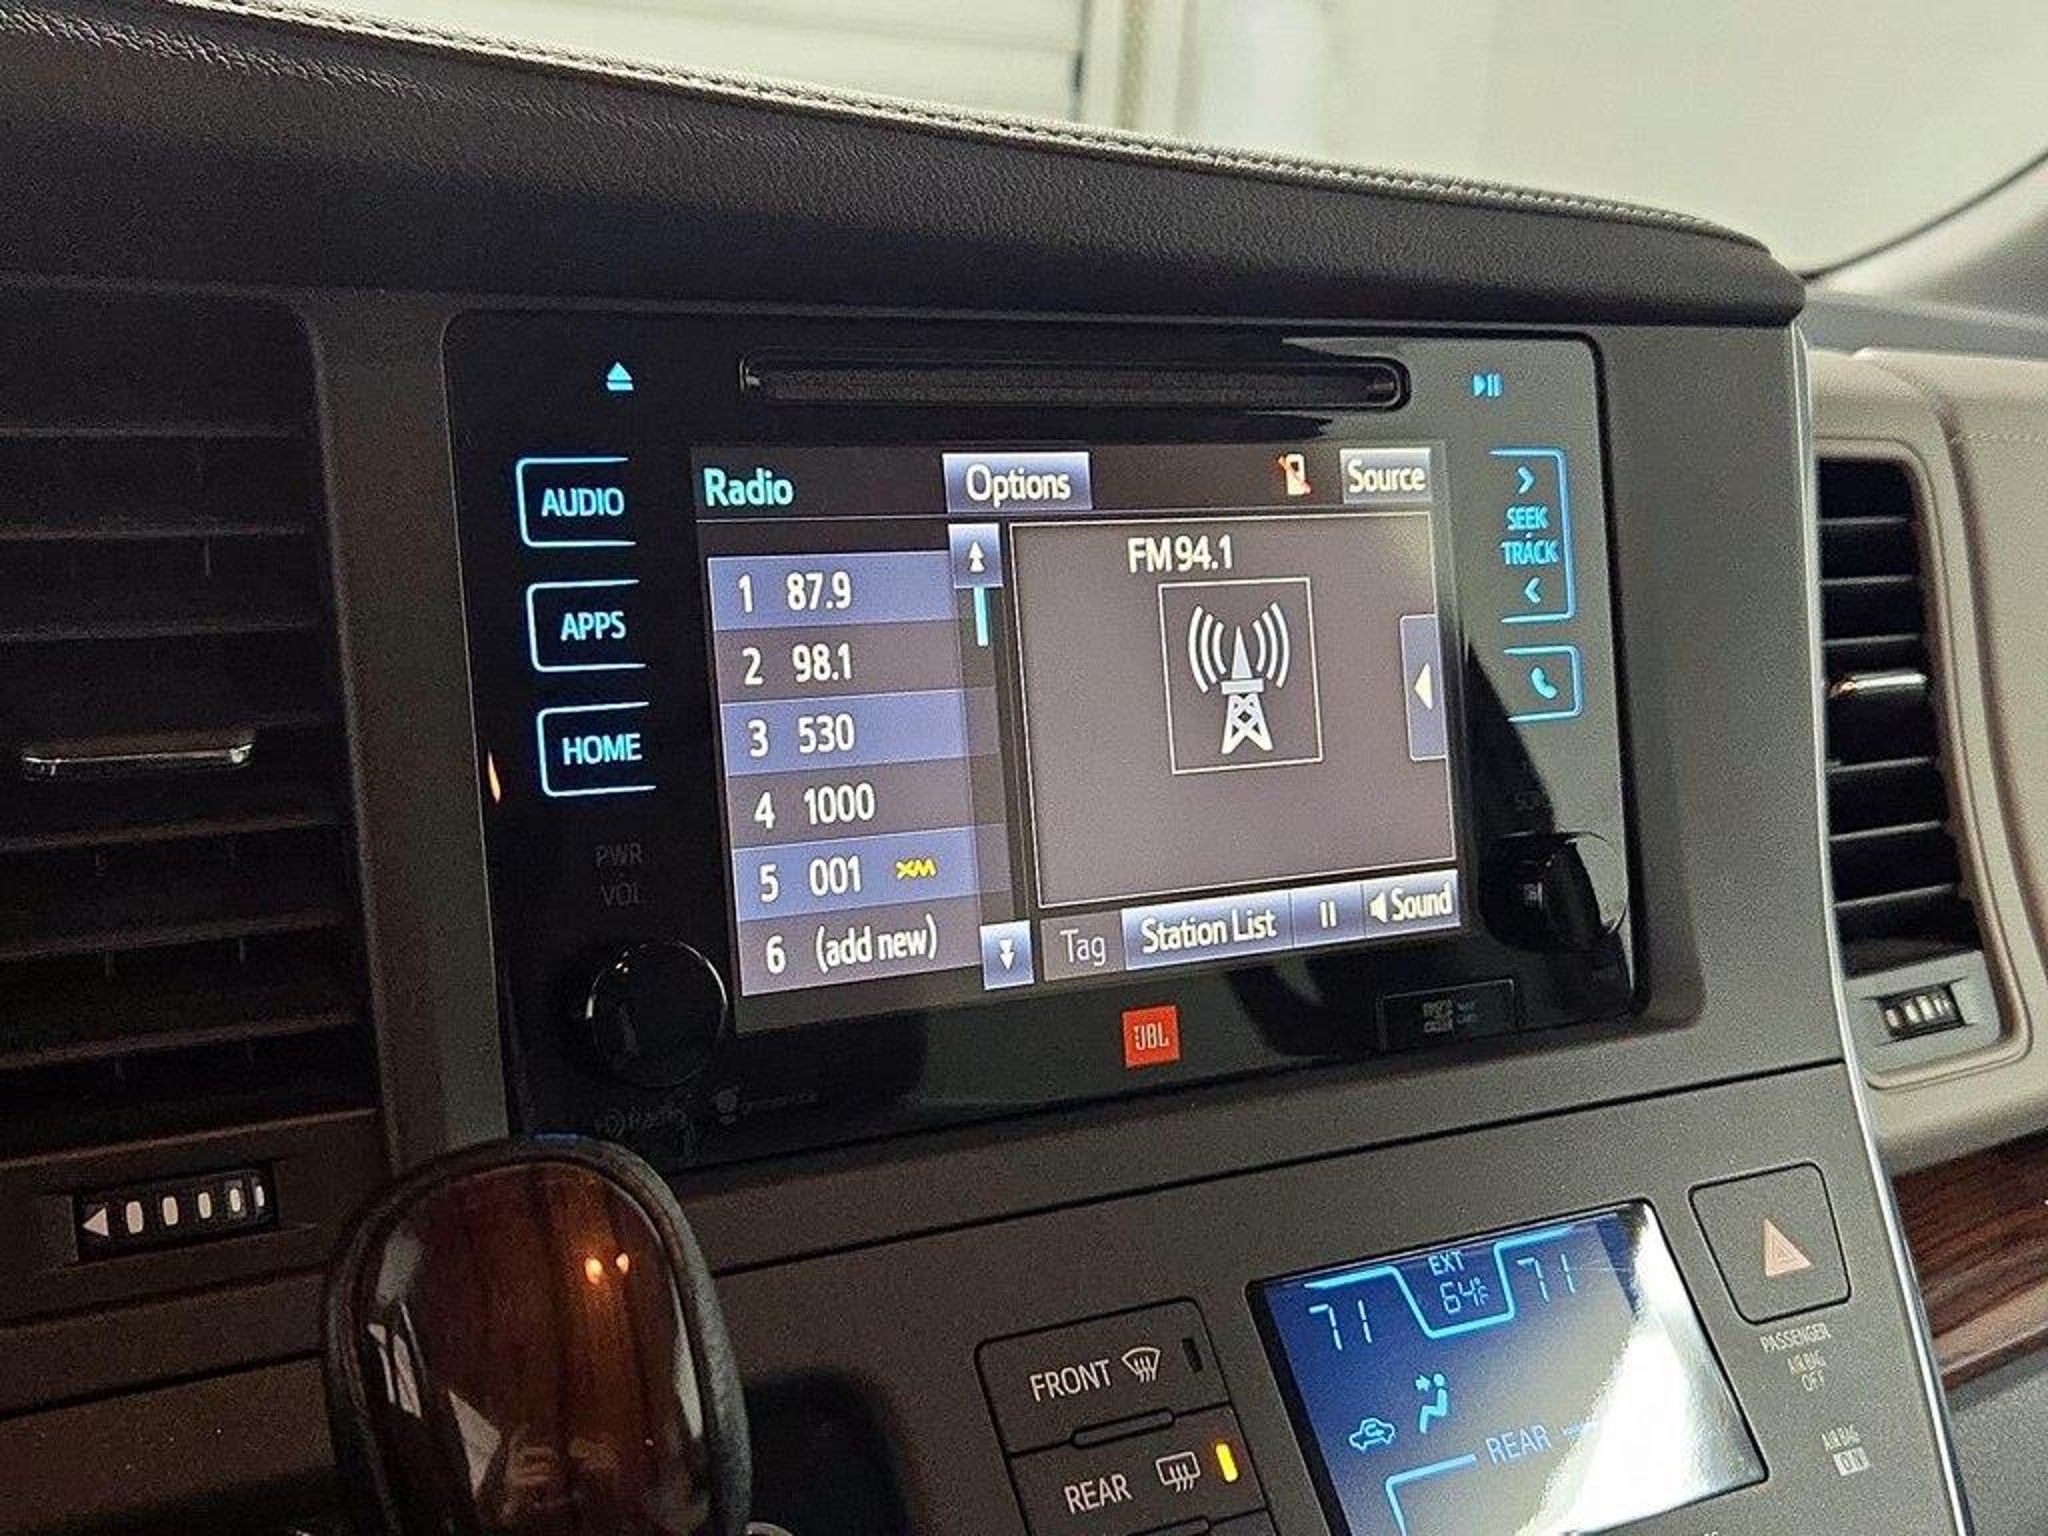 AUDIO
APPS
HOME
PWR
VOL
Radio
Options
Source
1 87.9
2 98.1
3 530
4 1000
5 001 XM
6 (add new)
FM 94.1
Tag
Station List
Sound
SEEK
TRACK
JBL
FRONT
REAR
71
EXT
64°F
71
REAR
PASSENGER
AIR BAG
OFF
AIR BAG